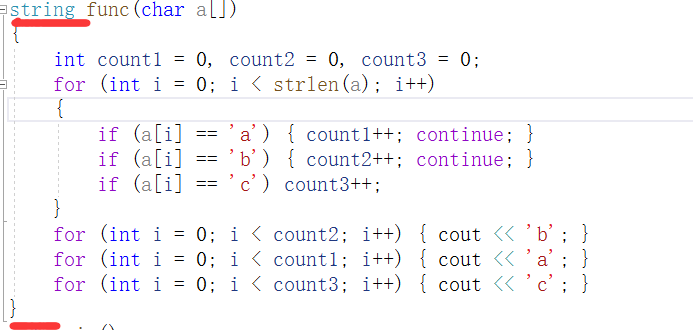 string func(char a[])
{
int count1 = 0, count2 = 0, count3 = 0;
for (int i = 0; i < strlen(a); i++)
{
if (a[i] == 'a') { count1++; continue; }
if (a[i] == 'b') { count2++; continue; }
if (a[i] == 'c') count3++;
}
for (int i = 0; i < count2; i++) { cout << 'b'; }
for (int i = 0; i < count1; i++) { cout << 'a'; }
for (int i = 0; i < count3; i++) { cout << 'c'; }
}